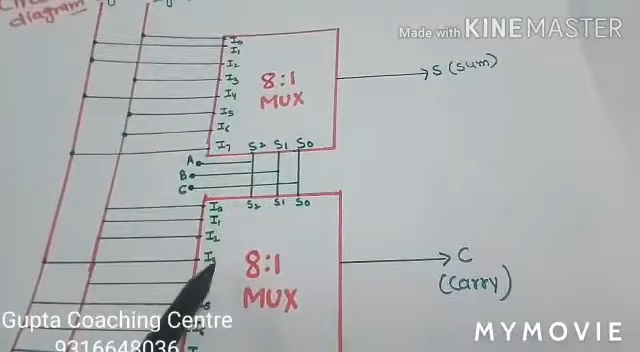 diagram
Made with KINEMASTER
I0
I1
I2
I3
I4
I5
I6
I7
8:1
MUX
S (sum)
S2 S1 S0
A
B
C
S2 S1 S0
I0
I1
I2
I3
8:1
MUX
C
(carry)
Gupta Coaching Centre
9316648036
MYMOVIE